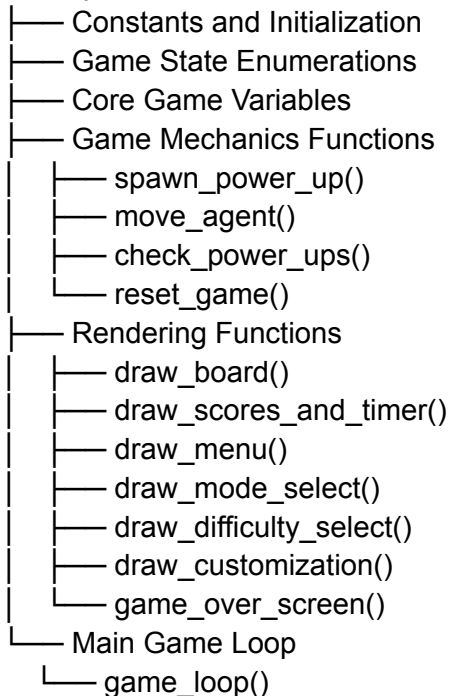 ├── Constants and Initialization
├── Game State Enumerations
├── Core Game Variables
├── Game Mechanics Functions
│   ├── spawn_power_up()
│   ├── move_agent()
│   ├── check_power_ups()
│   └── reset_game()
├── Rendering Functions
│   ├── draw_board()
│   ├── draw_scores_and_timer()
│   ├── draw_menu()
│   ├── draw_mode_select()
│   ├── draw_difficulty_select()
│   ├── draw_customization()
│   └── game_over_screen()
└── Main Game Loop
    └── game_loop()